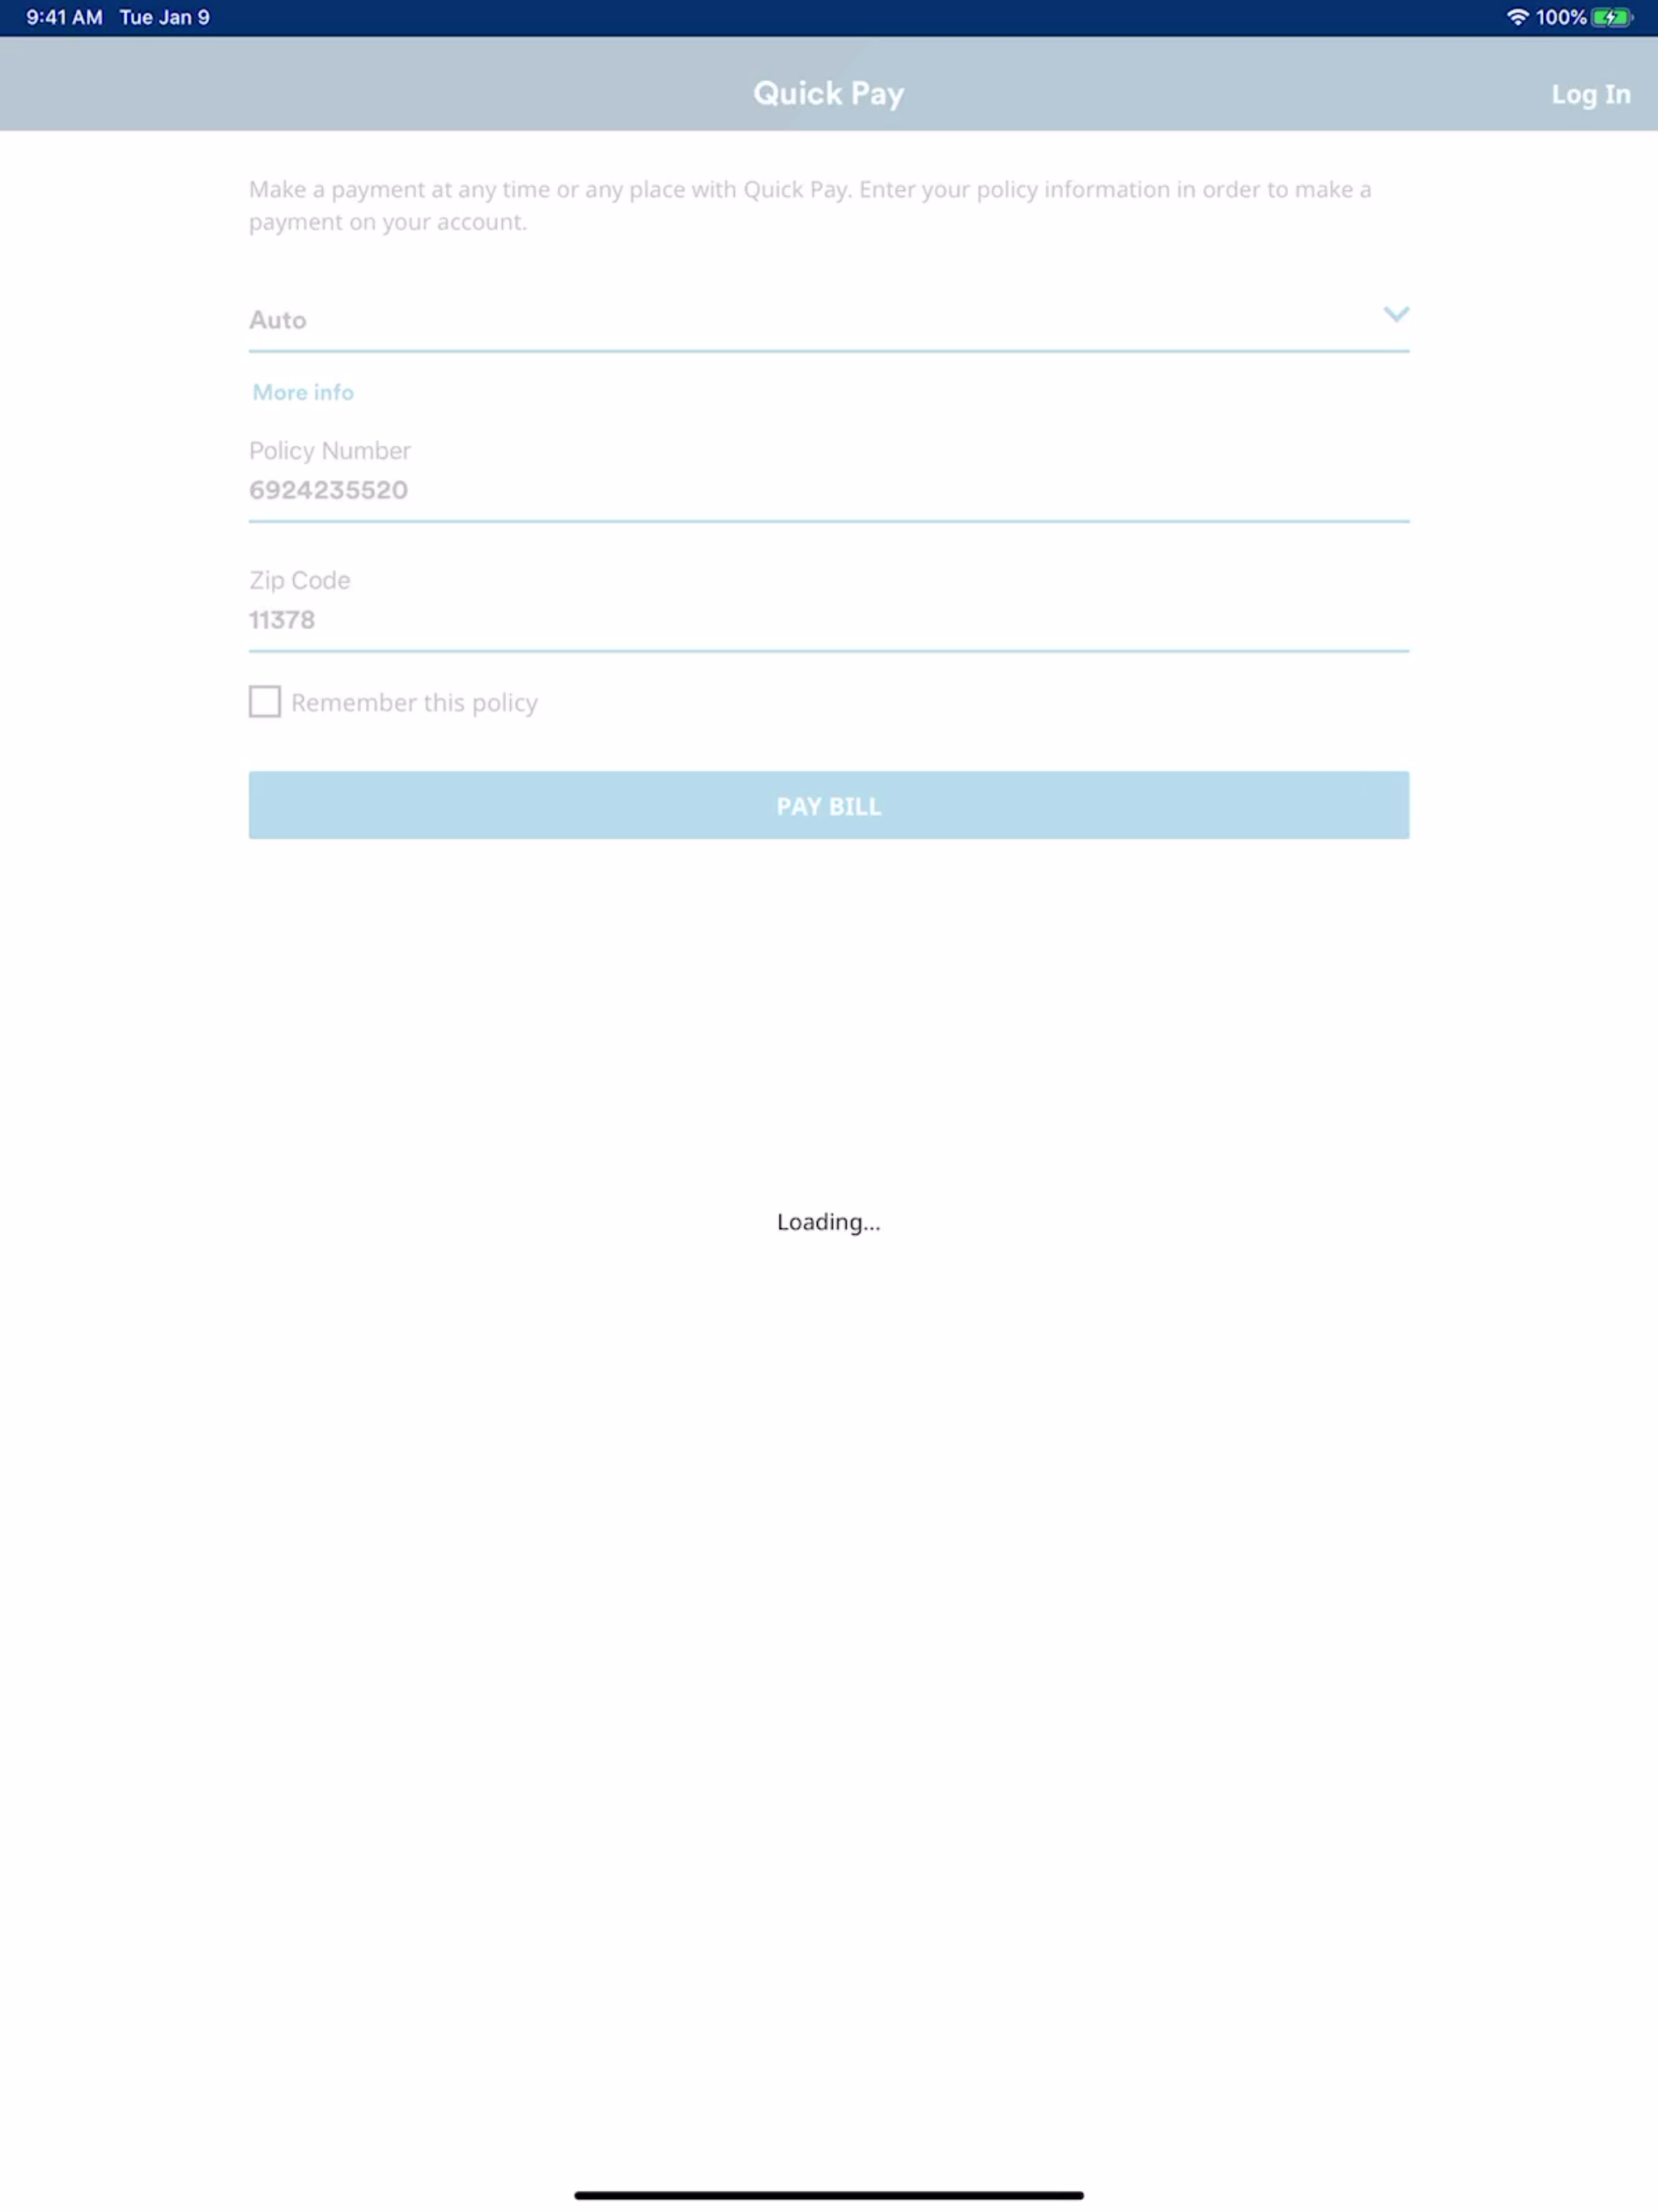 9:41 AM Tue Jan 9
100%
Quick Pay
Log In
Make a payment at any time or any place with Quick Pay. Enter your policy information in order to make a
payment on your account.
Auto
More info
Policy Number
6924235520
Zip Code
11378
Remember this policy
PAY BILL
Loading...